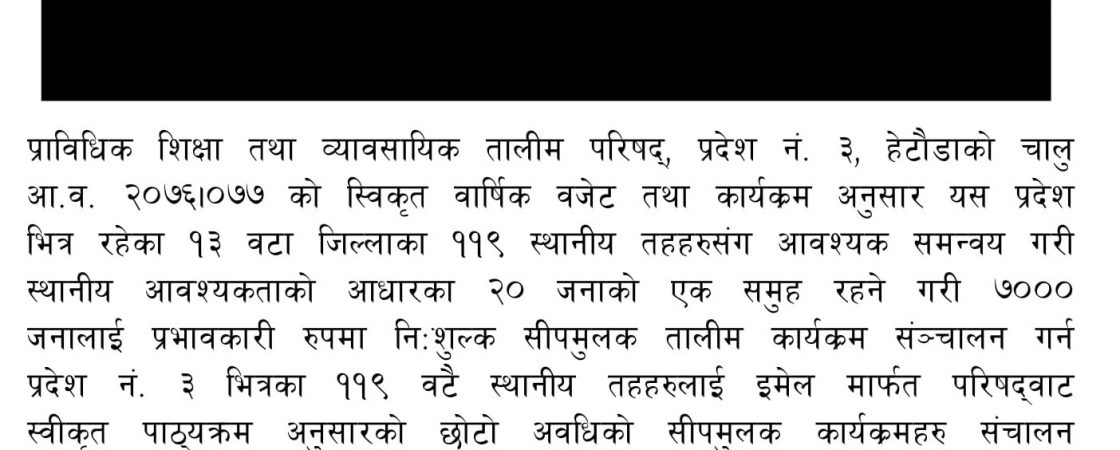 प्राविधिक शिक्षा तथा व्यावसायिक तालीम परिषद्, प्रदेश नं. ३, हेटौडाको चालु
आ.व. २०७६।०७७ को स्विकृत वार्षिक वजेट तथा कार्यक्रम अनुसार यस प्रदेश
भित्र रहेका १३ वटा जिल्लाका ११९ स्थानीय तहहरुसंग आवश्यक समन्वय गरी
स्थानीय आवश्यकताको आधारका २० जनाको एक समुह रहने गरी ७०००
जनालाई प्रभावकारी रुपमा नि:शुल्क सीपमुलक तालीम कार्यक्रम संञ्चालन गर्न
प्रदेश नं. ३ भित्रका ११९ वटै स्थानीय तहहरुलाई इमेल मार्फत परिषद्वाट
स्वीकृत पाठ्यक्रम अनुसारको छोटो अवधिको सीपमुलक कार्यक्रमहरु संचालन